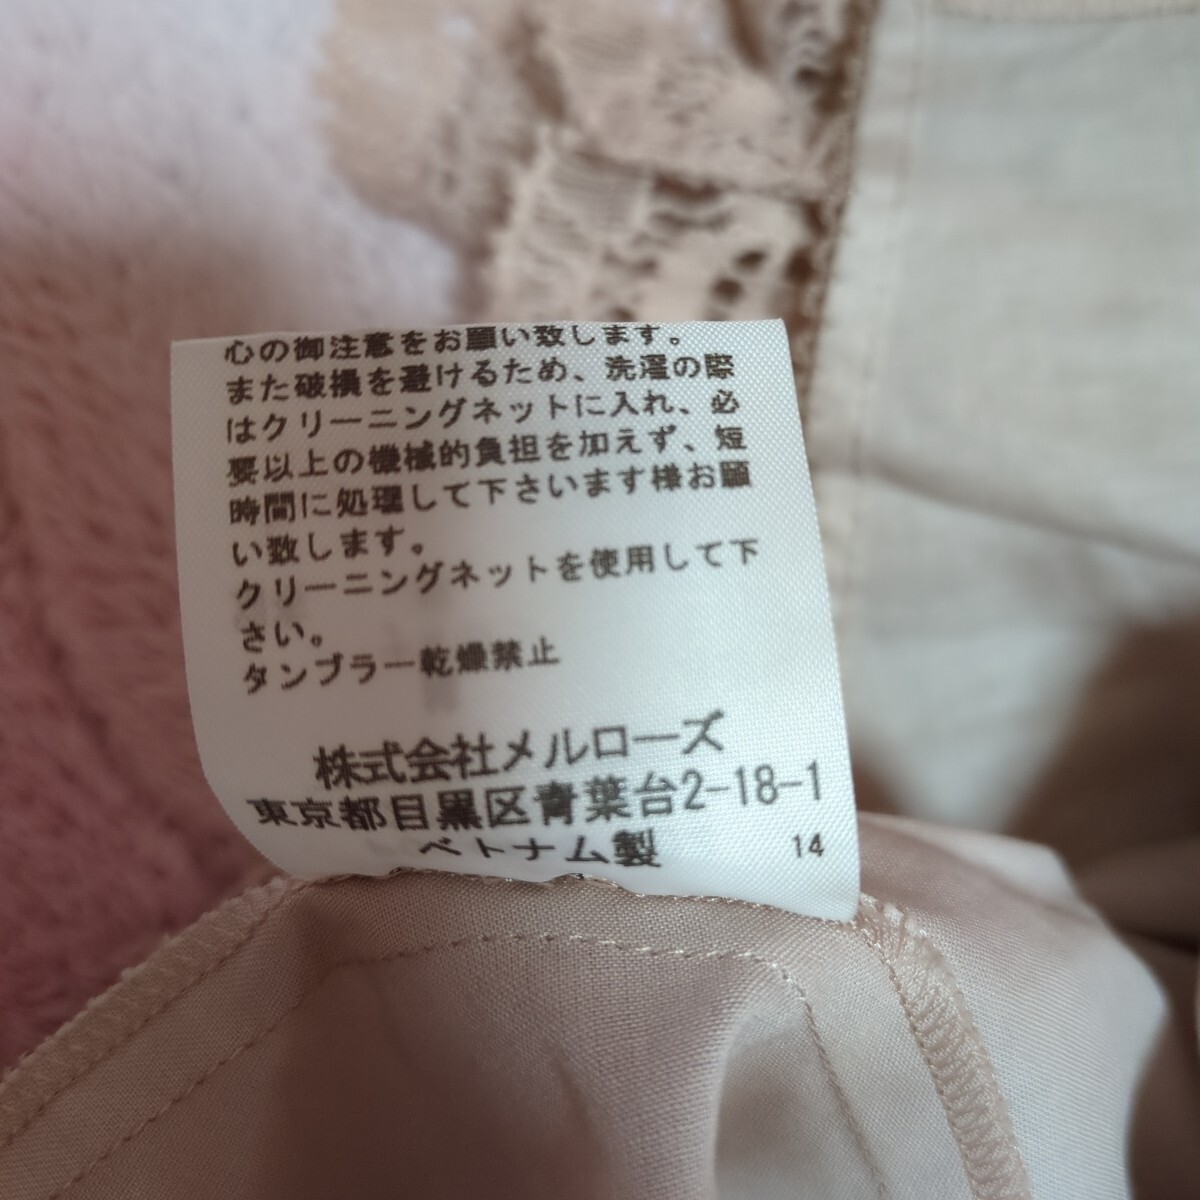 心の御注意をお願い致します。
また破損を避けるため、洗濯の際
はクリーニングネットに入れ、必
要以上の機械的負担を加えず、短
時間に処理して下さいます様お願
い致します。
クリーニングネットを使用して下
さい。
タンブラー乾燥禁止
株式会社メルローズ
東京都目黒区青葉台2-18-1
ベトナム製 14